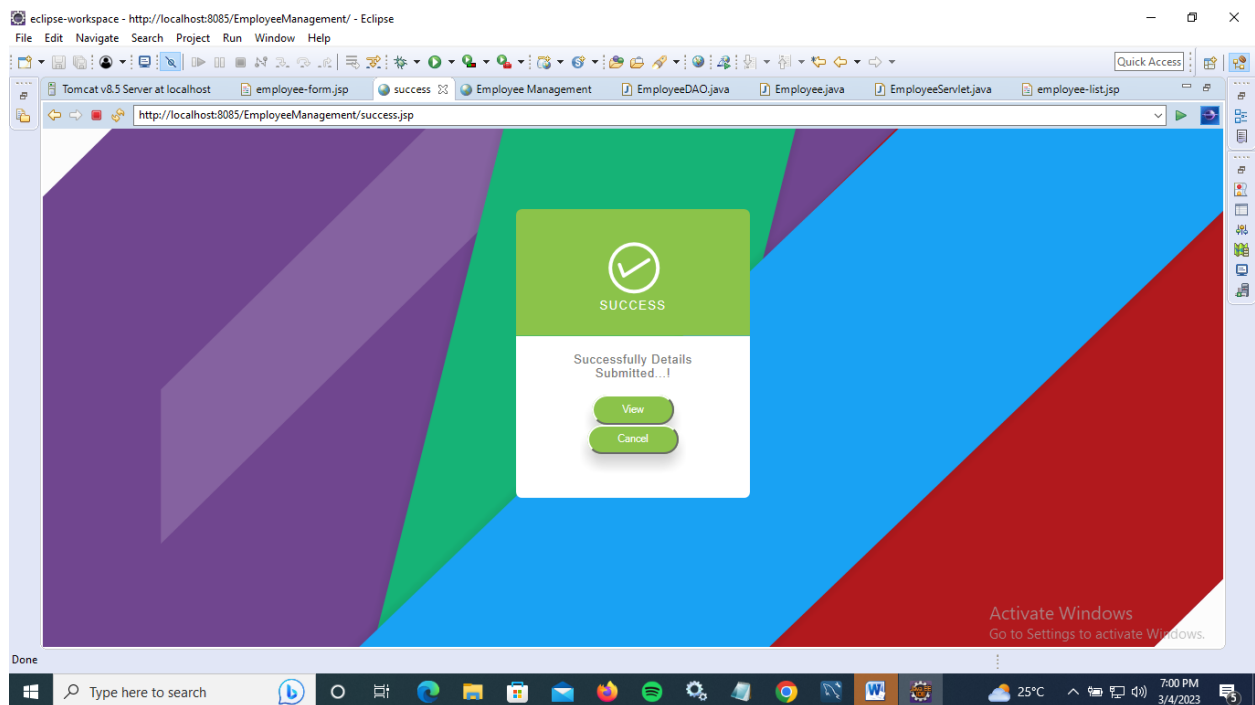 eclipse-workspace - http://localhost:8085/EmployeeManagement/ - Eclipse
File Edit Navigate Search Project Run Window Help
Quick Access
Tomcat v8.5 Server at localhost employee-form.jsp success Employee Management EmployeeDAO.java Employee.java EmployeeServlet.java employee-list.jsp
http://localhost:8085/EmployeeManagement/success.jsp
SUCCESS
Successfully Details
Submitted...!
View
Cancel
Activate Windows
Go to Settings to activate Windows.
Done
Type here to search
25°C
7:00 PM
3/4/2023
5